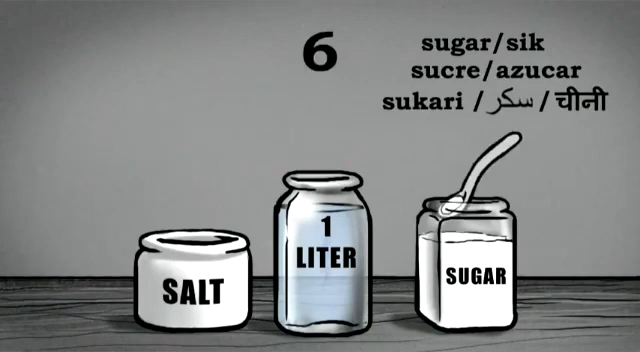 6
sugar/sik
sucre/azucar
sukari / سكر / चीनी
1
LITER
SALT
SUGAR